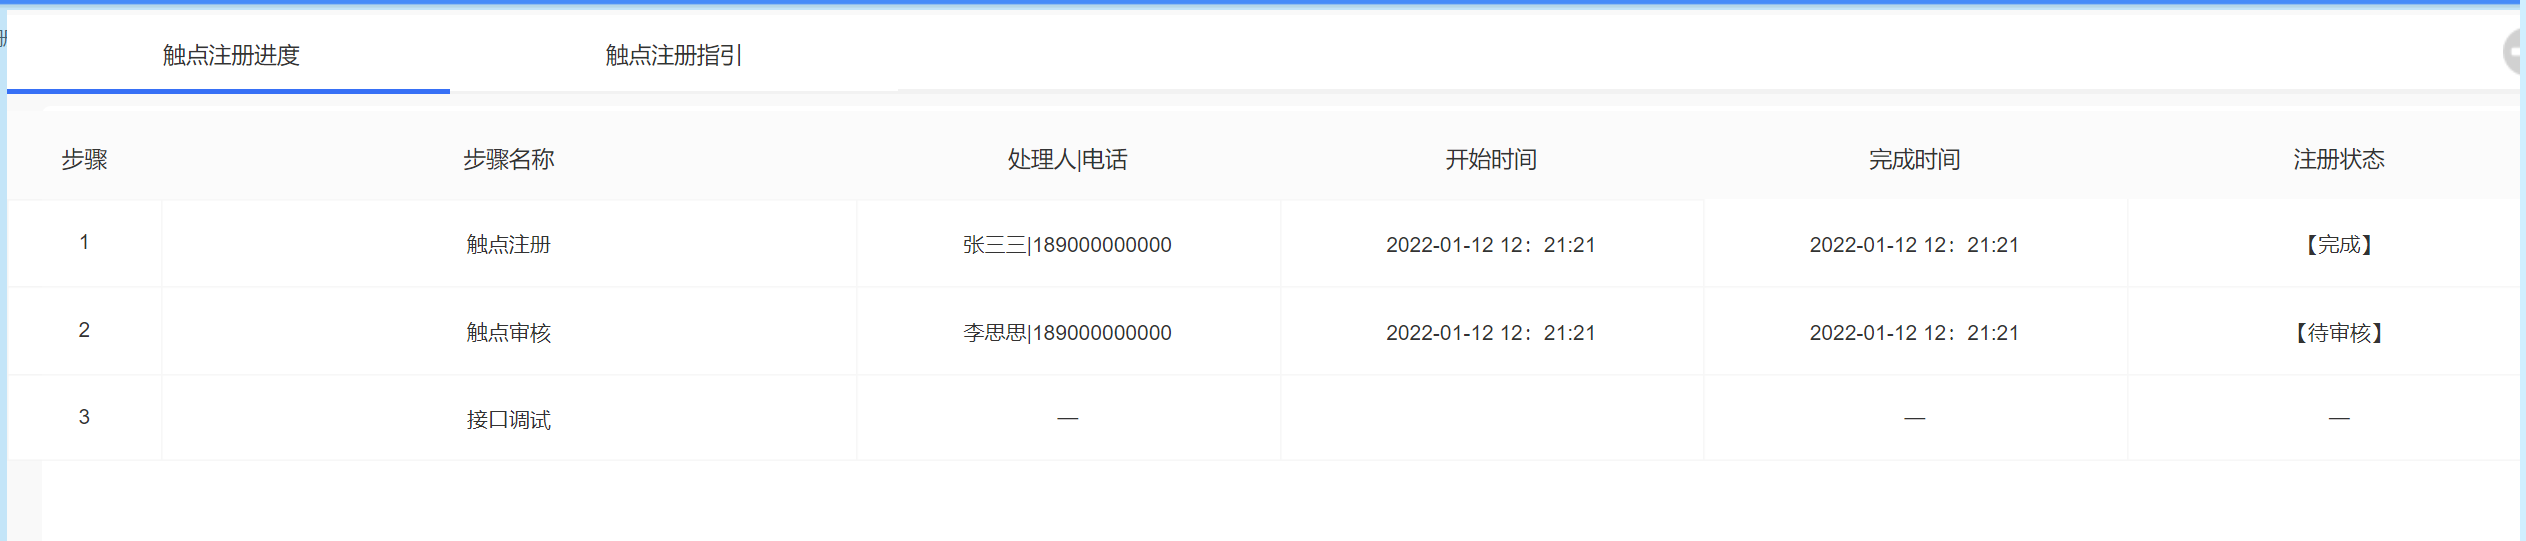 触点注册进度 触点注册指引
步骤 步骤名称 处理人|电话 开始时间 完成时间 注册状态
1 触点注册 张三三|189000000000 2022-01-12 12：21:21 2022-01-12 12：21:21 【完成】
2 触点审核 李思思|189000000000 2022-01-12 12：21:21 2022-01-12 12：21:21 【待审核】
3 接口调试 — — —